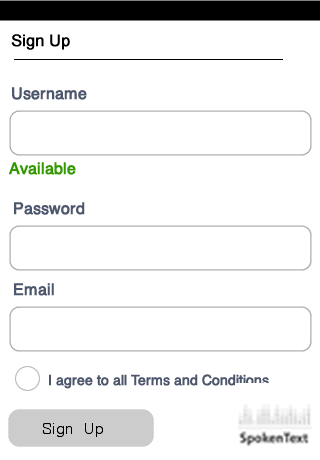 Sign Up
Username
Available
Password
Email
I agree to all Terms and Conditions
Sign Up
SpokenText